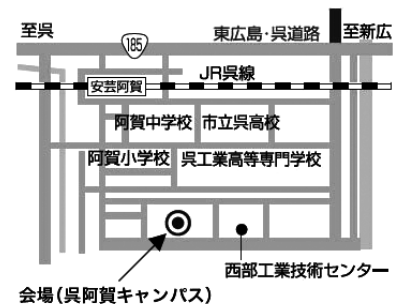 至呉
185
東広島・呉道路
至新広
JR呉線
安芸阿賀
阿賀中学校
市立呉高校
阿賀小学校
呉工業高等専門学校
西部工業技術センター
会場（呉阿賀キャンパス）